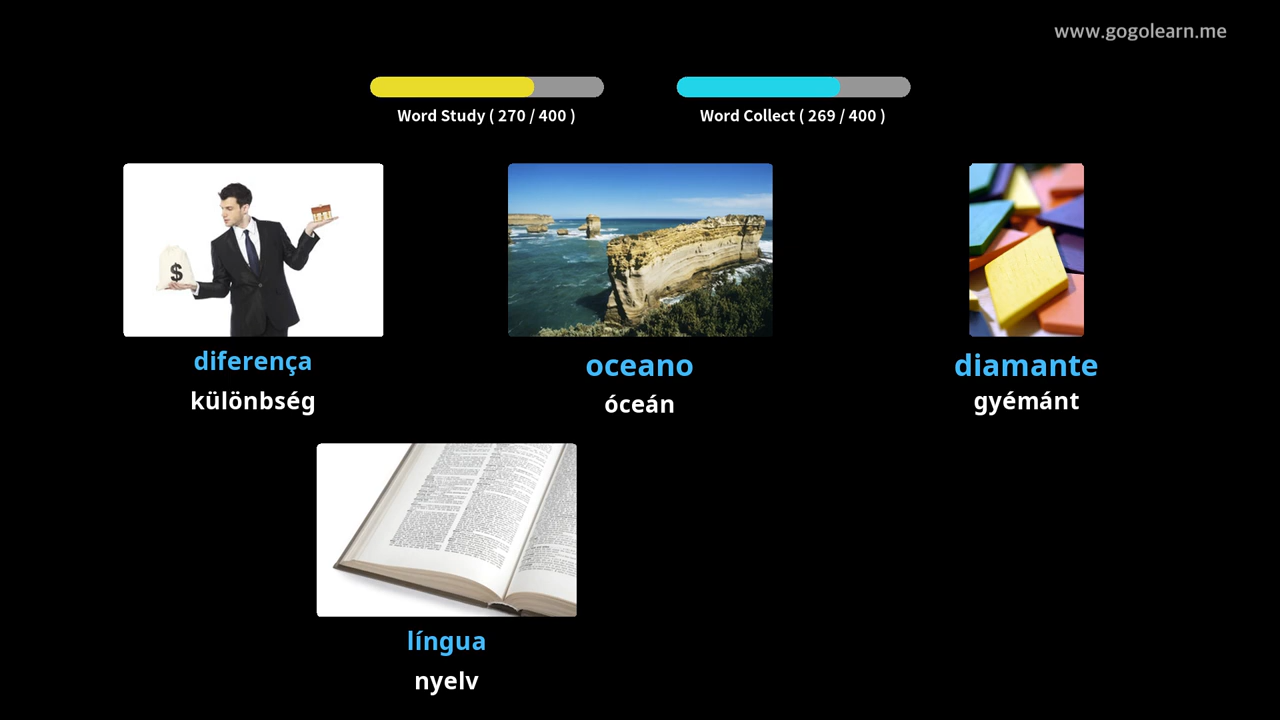 www.gogolearn.me
Word Study ( 270 / 400 )
Word Collect ( 269 / 400 )
$
diferença
különbség
oceano
óceán
diamante
gyémánt
língua
nyelv